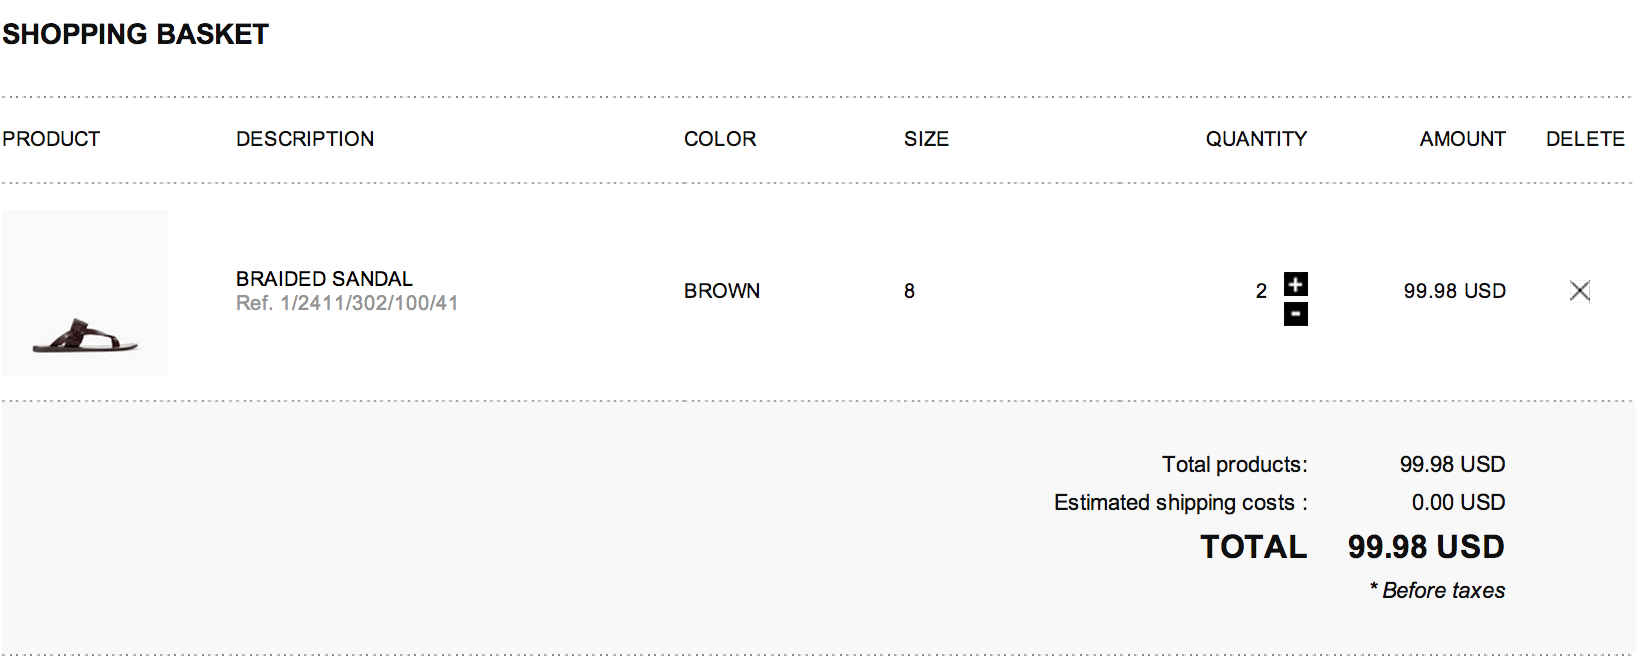 SHOPPING BASKET
PRODUCT DESCRIPTION COLOR SIZE QUANTITY AMOUNT DELETE
BRAIDED SANDAL
Ref. 1/2411/302/100/41
BROWN 8 2 + - 99.98 USD
Total products: 99.98 USD
Estimated shipping costs : 0.00 USD
TOTAL 99.98 USD
* Before taxes